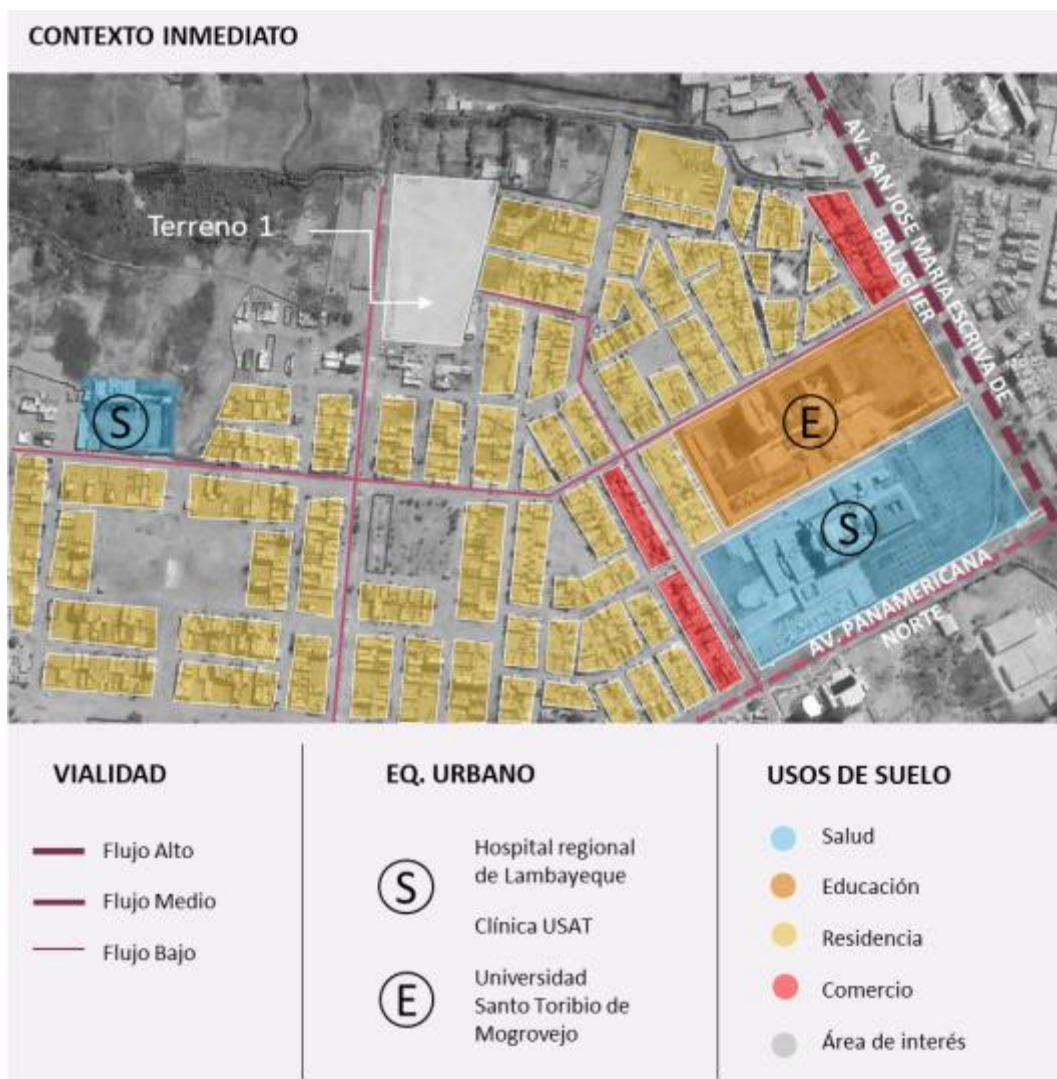 CONTEXTO INMEDIATO
AV. SAN JOSE MARIA ESCRIVA DE
BALAGUER
Terreno 1
S
E
S
AV. PANAMERICANA
NORTE
VIALIDAD
Flujo Alto
Flujo Medio
Flujo Bajo
EQ. URBANO
S
Hospital regional
de Lambayeque
Clínica USAT
E
Universidad
Santo Toribio de
Mogrovejo
USOS DE SUELO
Salud
Educación
Residencia
Comercio
Área de interés